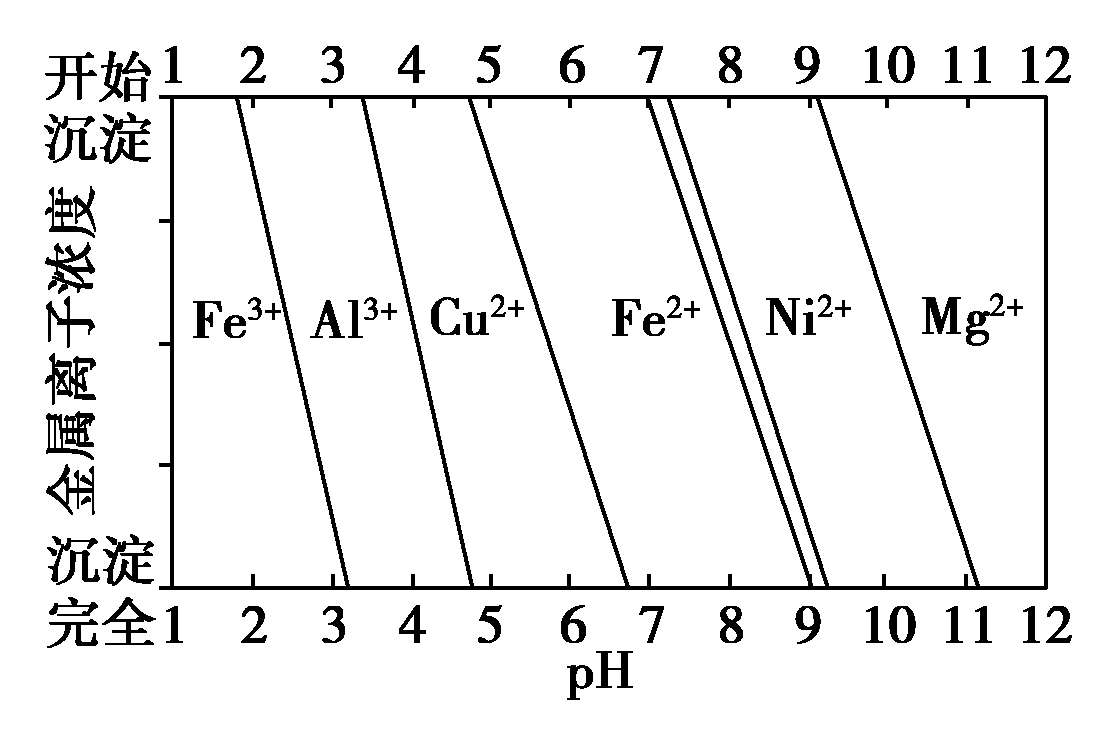 开始 1 2 3 4 5 6 7 8 9 10 11 12
沉淀
金属离子浓度
Fe³⁺ Al³⁺ Cu²⁺ Fe²⁺ Ni²⁺ Mg²⁺
沉淀
完全 1 2 3 4 5 6 7 8 9 10 11 12
pH